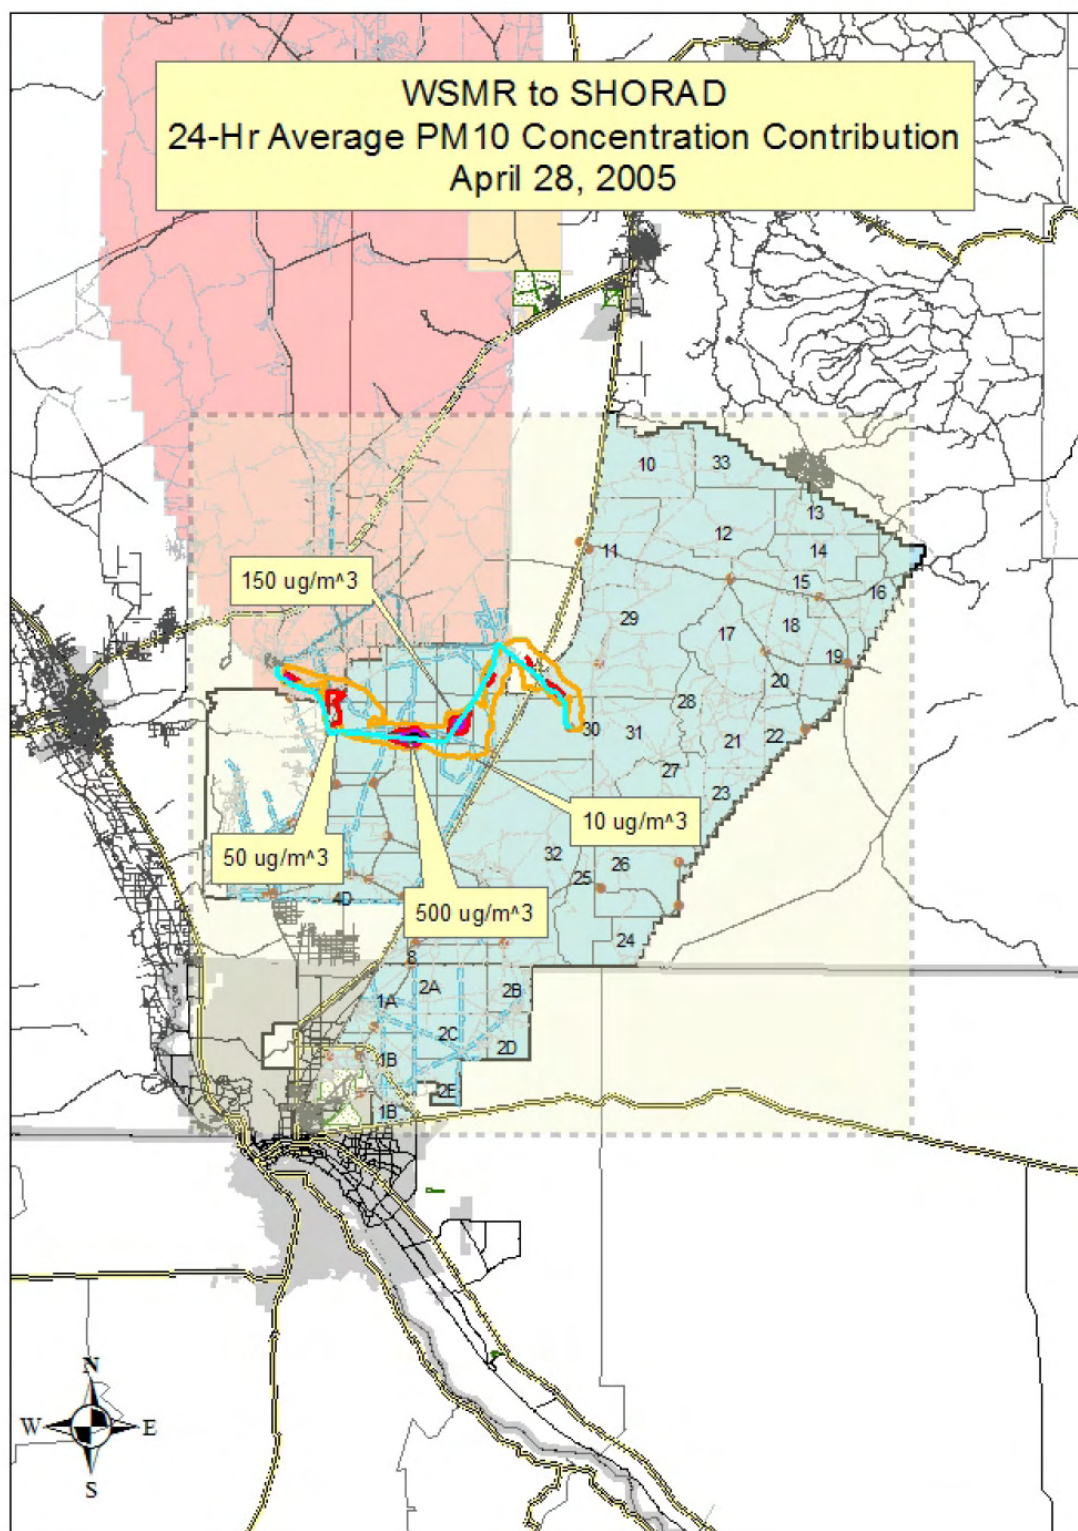 WSMR to SHORAD
24-Hr Average PM10 Concentration Contribution
April 28, 2005
10
33
13
12
14
11
150 ug/m^3
15
16
29
17
18
19
20
28
30
31
21
22
27
23
10 ug/m^3
50 ug/m^3
32
26
25
4D
500 ug/m^3
24
8
2A
2B
1A
2C
2D
1B
2E
1B
N
W
E
S